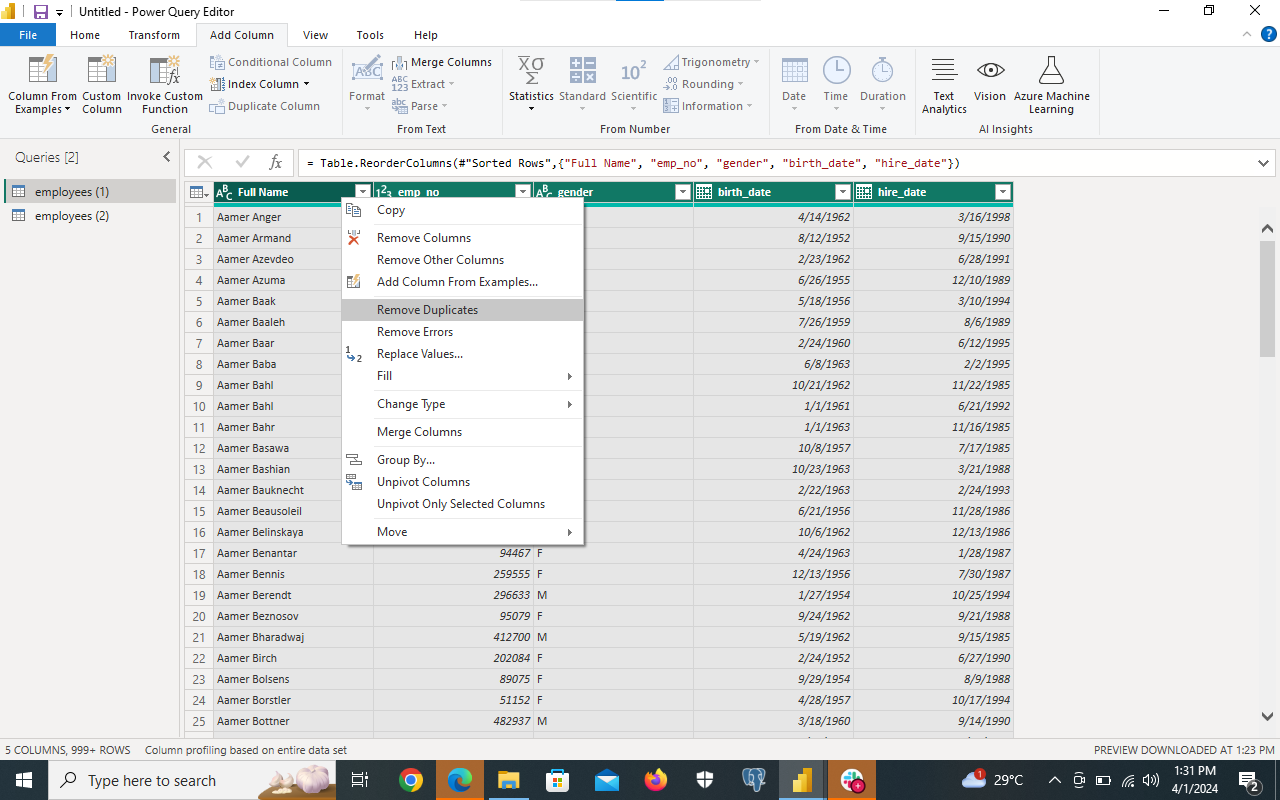 Untitled - Power Query Editor
File Home Transform Add Column View Tools Help
Column From Examples
Custom Column
Invoke Custom Function
Conditional Column
Index Column
Duplicate Column
General
Format
Merge Columns
Extract
Parse
From Text
Statistics
Standard
Scientific
Trigonometry
Rounding
Information
From Number
Date
Time
Duration
From Date & Time
Text Analytics
Vision
Azure Machine Learning
AI Insights
Queries [2]
employees (1)
employees (2)
= Table.ReorderColumns(#"Sorted Rows",{"Full Name", "emp_no", "gender", "birth_date", "hire_date"})
Full Name emp_no gender birth_date hire_date
1 Aamer Anger 4/14/1962 3/16/1998
2 Aamer Armand 8/12/1952 9/15/1990
3 Aamer Azevdeo 2/23/1962 6/28/1991
4 Aamer Azuma 6/26/1955 12/10/1989
5 Aamer Baak 5/18/1956 3/10/1994
6 Aamer Baaleh 7/26/1959 8/6/1989
7 Aamer Baar 2/24/1960 6/12/1995
8 Aamer Baba 6/8/1963 2/2/1995
9 Aamer Bahl 10/21/1962 11/22/1985
10 Aamer Bahl 1/1/1961 6/21/1992
11 Aamer Bahr 1/1/1963 11/16/1985
12 Aamer Basawa 10/8/1957 7/17/1985
13 Aamer Bashian 10/23/1963 3/21/1988
14 Aamer Bauknecht 2/22/1963 2/24/1993
15 Aamer Beausoleil 6/21/1956 11/28/1986
16 Aamer Belinskaya 10/6/1962 12/13/1986
17 Aamer Benantar 94467 F 4/24/1963 1/28/1987
18 Aamer Bennis 259555 F 12/13/1956 7/30/1987
19 Aamer Berendt 296633 M 1/27/1954 10/25/1994
20 Aamer Beznosov 95079 F 9/24/1962 9/21/1988
21 Aamer Bharadwaj 412700 M 5/19/1962 9/15/1985
22 Aamer Birch 202084 F 2/24/1952 6/27/1990
23 Aamer Bolsens 89075 F 9/29/1954 8/9/1988
24 Aamer Borstler 51152 F 4/28/1957 10/17/1994
25 Aamer Bottner 482937 M 3/18/1960 9/14/1990
Copy
Remove Columns
Remove Other Columns
Add Column From Examples...
Remove Duplicates
Remove Errors
Replace Values...
Fill
Change Type
Merge Columns
Group By...
Unpivot Columns
Unpivot Only Selected Columns
Move
5 COLUMNS, 999+ ROWS Column profiling based on entire data set PREVIEW DOWNLOADED AT 1:23 PM
Type here to search
29°C
1:31 PM
4/1/2024